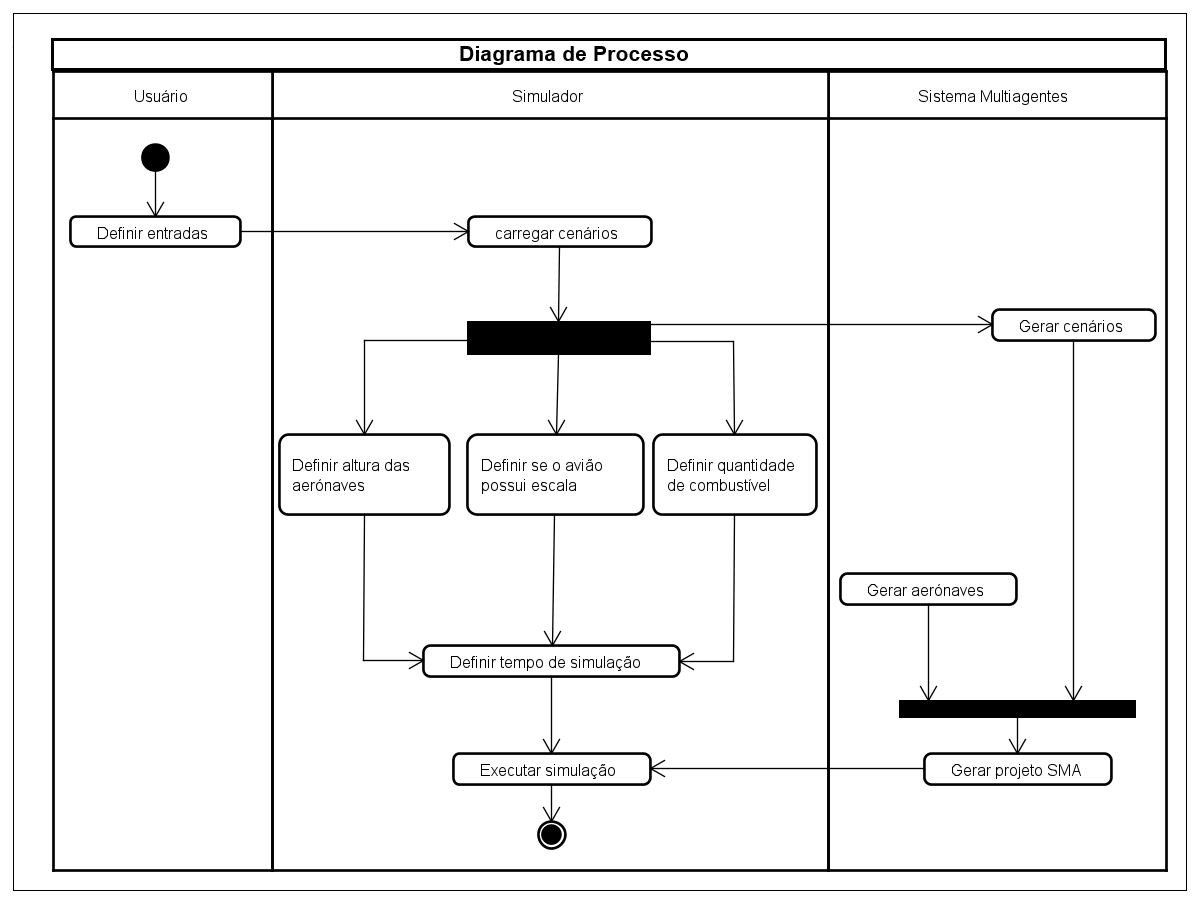 Diagrama de Processo
Usuário
Simulador
Sistema Multiagentes
Definir entradas
carregar cenários
Gerar cenários
Definir altura das
aerónaves
Definir se o avião
possui escala
Definir quantidade
de combustível
Gerar aerónaves
Definir tempo de simulação
Executar simulação
Gerar projeto SMA